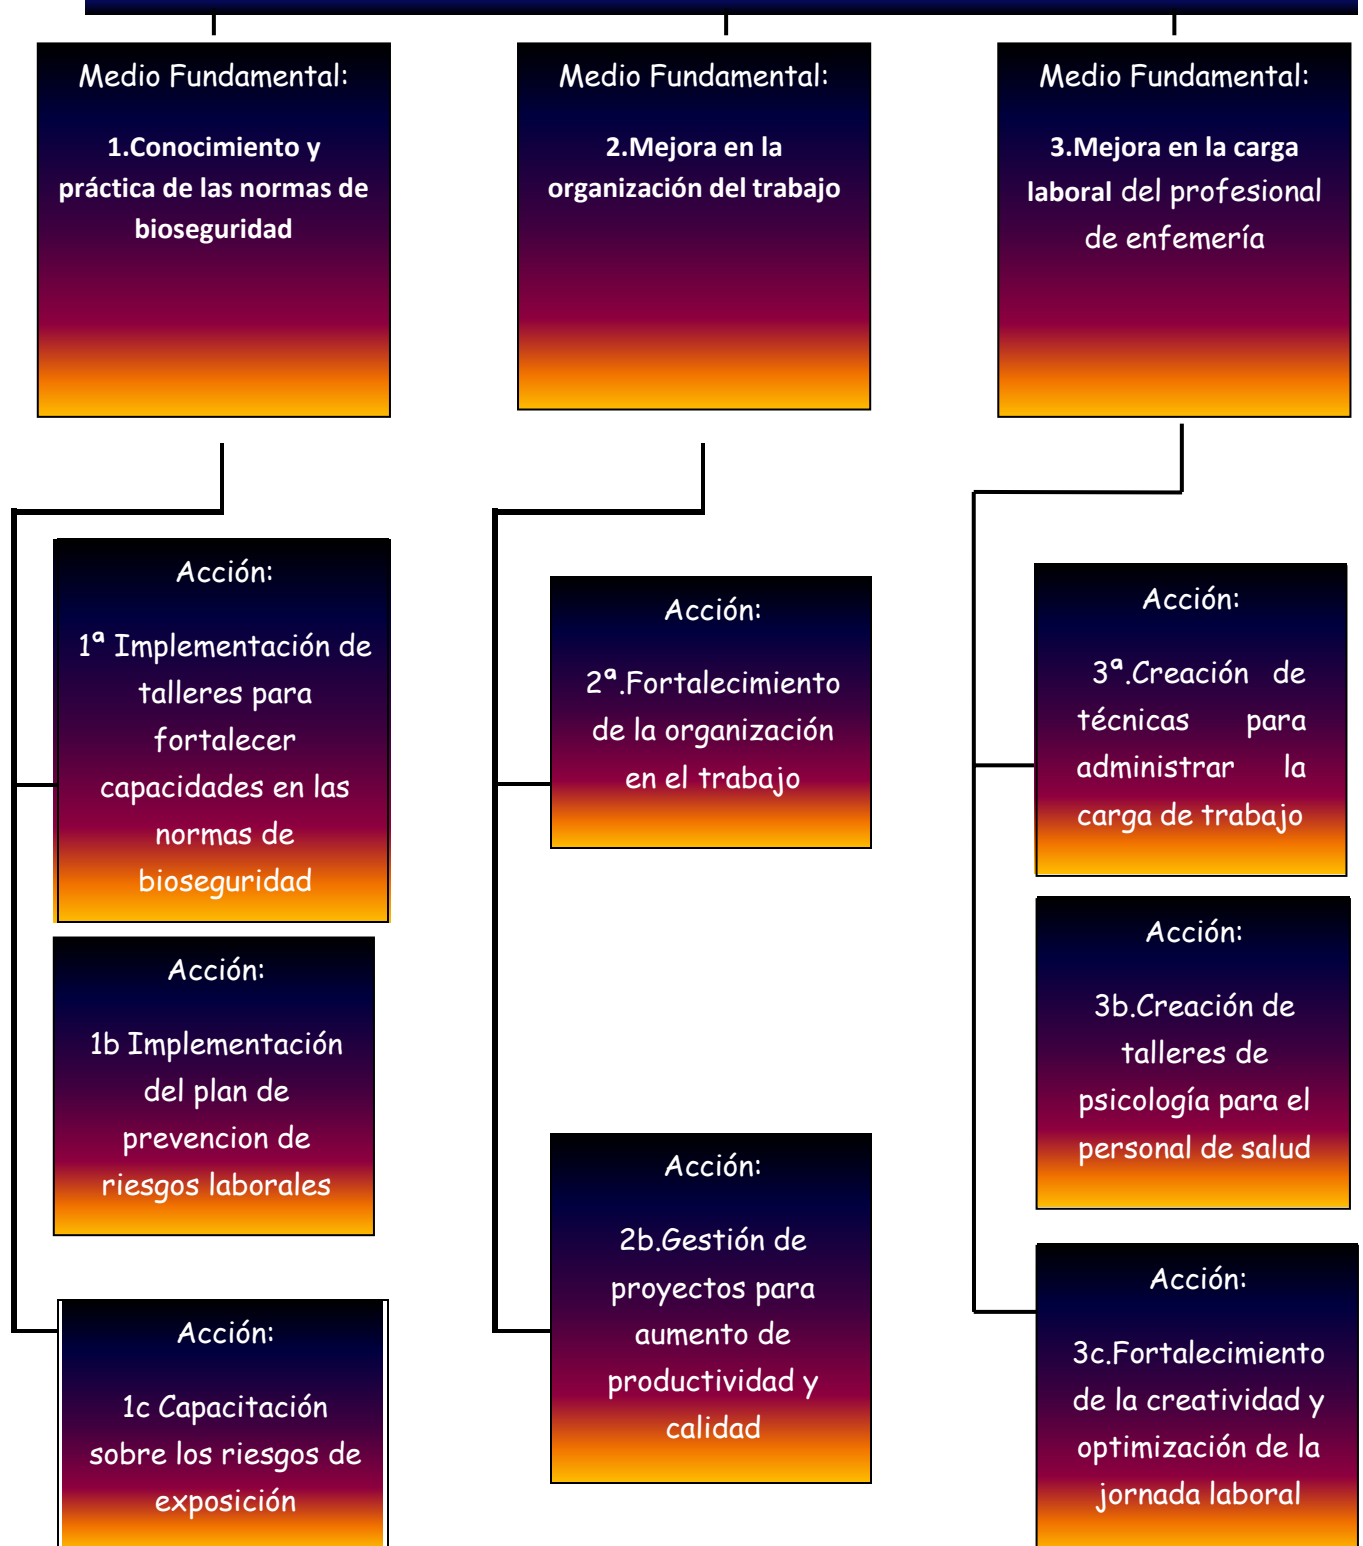 Medio Fundamental:
1.Conocimiento y
práctica de las normas de
bioseguridad
Medio Fundamental:
2.Mejora en la
organización del trabajo
Medio Fundamental:
3.Mejora en la carga
laboral del profesional
de enfemería
Acción:
1ª Implementación de
talleres para
fortalecer
capacidades en las
normas de
bioseguridad
Acción:
1b Implementación
del plan de
prevencion de
riesgos laborales
Acción:
1c Capacitación
sobre los riesgos de
exposición
Acción:
2ª.Fortalecimiento
de la organización
en el trabajo
Acción:
2b.Gestión de
proyectos para
aumento de
productividad y
calidad
Acción:
3ª.Creación de
técnicas para
administrar la
carga de trabajo
Acción:
3b.Creación de
talleres de
psicología para el
personal de salud
Acción:
3c.Fortalecimiento
de la creatividad y
optimización de la
jornada laboral